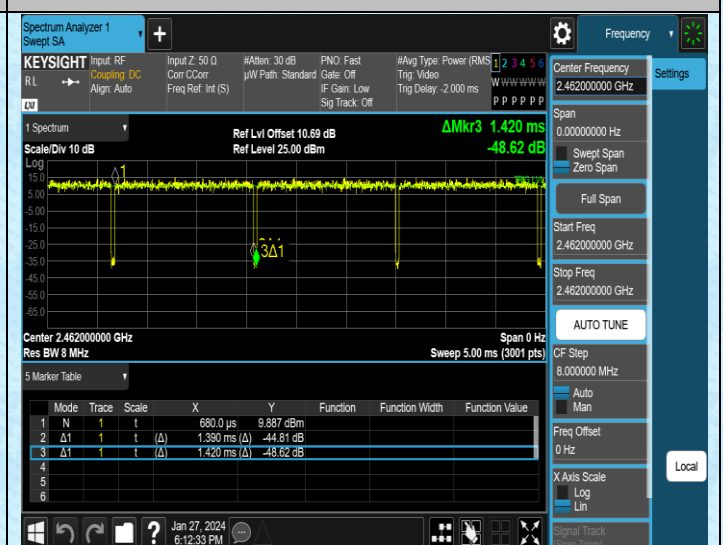 Spectrum Analyzer 1
Swept SA
Frequency
KEYSIGHT
RL
LXI
Input: RF
Coupling: DC
Align: Auto
Input Z: 50 Ω
Corr CCorr
Freq Ref: Int (S)
#Atten: 30 dB
µW Path: Standard
PNO: Fast
Gate: Off
IF Gain: Low
Sig Track: Off
#Avg Type: Power (RMS
Trig: Video
Trig Delay: -2.000 ms
1 2 3 4 5 6
W W W W W W
P P P P P P
Center Frequency
2.462000000 GHz
Settings
1 Spectrum
Scale/Div 10 dB
Ref Lvl Offset 10.69 dB
Ref Level 25.00 dBm
ΔMkr3 1.420 ms
-48.62 dB
Span
0.00000000 Hz
Swept Span
Zero Span
Full Span
Start Freq
2.462000000 GHz
Stop Freq
2.462000000 GHz
AUTO TUNE
CF Step
8.000000 MHz
Auto
Man
Freq Offset
0 Hz
X Axis Scale
Log
Lin
Signal Track
(Span Zoom)
Local
Log
15.0
5.00
-5.00
-15.0
-25.0
-35.0
-45.0
-55.0
-65.0
1
3Δ1
Center 2.462000000 GHz
Span 0 Hz
Res BW 8 MHz
Sweep 5.00 ms (3001 pts)
5 Marker Table
Mode Trace Scale X Y Function Function Width Function Value
1 N 1 t 680.0 µs 9.887 dBm
2 Δ1 1 t (Δ) 1.390 ms (Δ) -44.81 dB
3 Δ1 1 t (Δ) 1.420 ms (Δ) -48.62 dB
4
5
6
?
Jan 27, 2024
6:12:33 PM